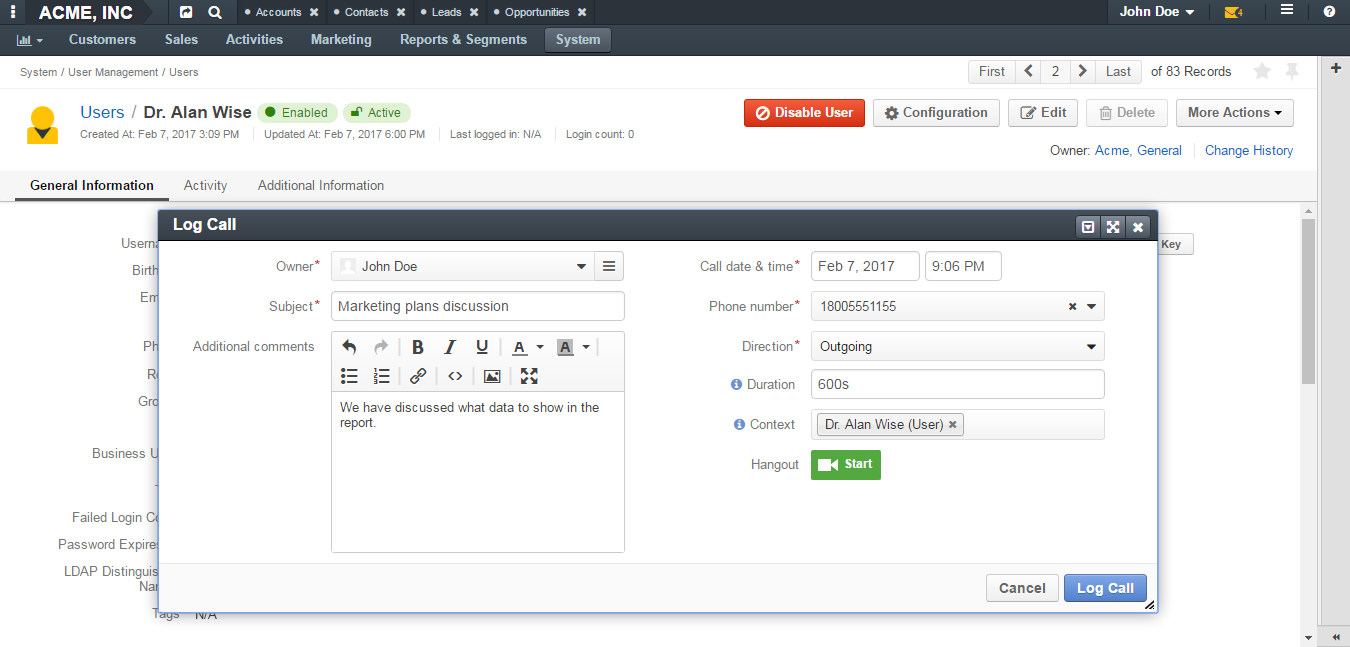 ACME, INC
Accounts
Contacts
Leads
Opportunities
John Doe
4
Customers
Sales
Activities
Marketing
Reports & Segments
System
System / User Management / Users
First
2
Last
of 83 Records
Users / Dr. Alan Wise
Enabled
Active
Disable User
Configuration
Edit
Delete
More Actions
Created At: Feb 7, 2017 3:09 PM
Updated At: Feb 7, 2017 6:00 PM
Last logged in: N/A
Login count: 0
Owner: Acme, General
Change History
General Information
Activity
Additional Information
Log Call
Userna
Birth
Em
Ph
Ro
Gro
Business U
Failed Login Co
Password Expire
LDAP Distinguis
Nar
Tags N/A
Key
Owner*
John Doe
Subject*
Marketing plans discussion
Additional comments
B I U A A
We have discussed what data to show in the
report.
Call date & time*
Feb 7, 2017
9:06 PM
Phone number*
18005551155
Direction*
Outgoing
Duration
600s
Context
Dr. Alan Wise (User)
Hangout
Start
Cancel
Log Call